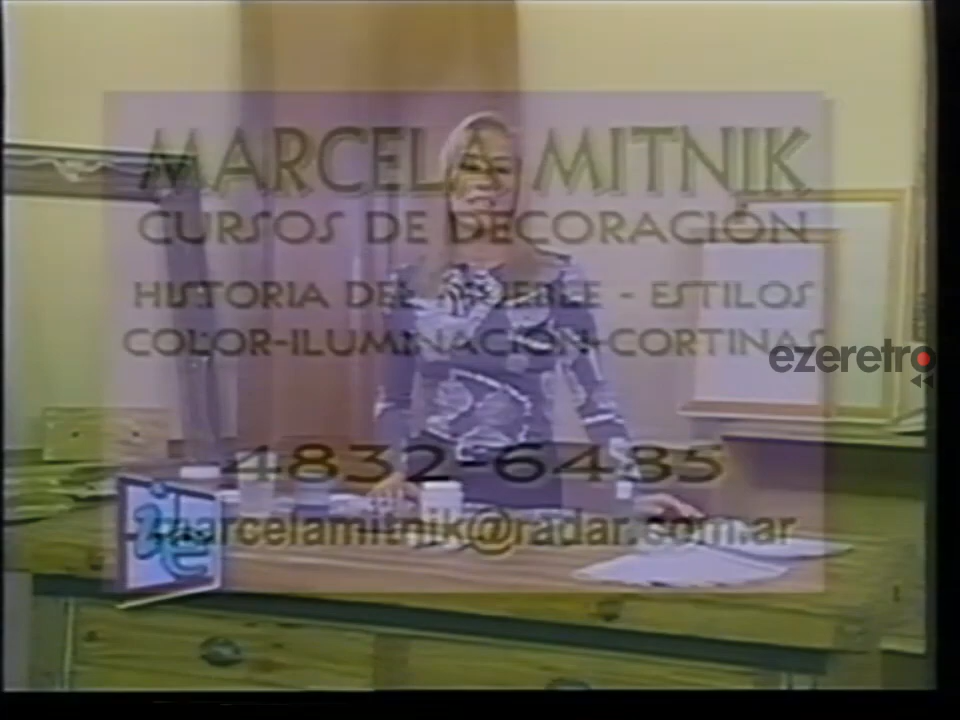 MARCELA MITNIK
CURSOS DE DECORACIÓN
HISTORIA DEL MUEBLE - ESTILOS
COLOR-ILUMINACIÓN-CORTINAS
ezeretro
4832-6485
marcelamitnik@radar.com.ar